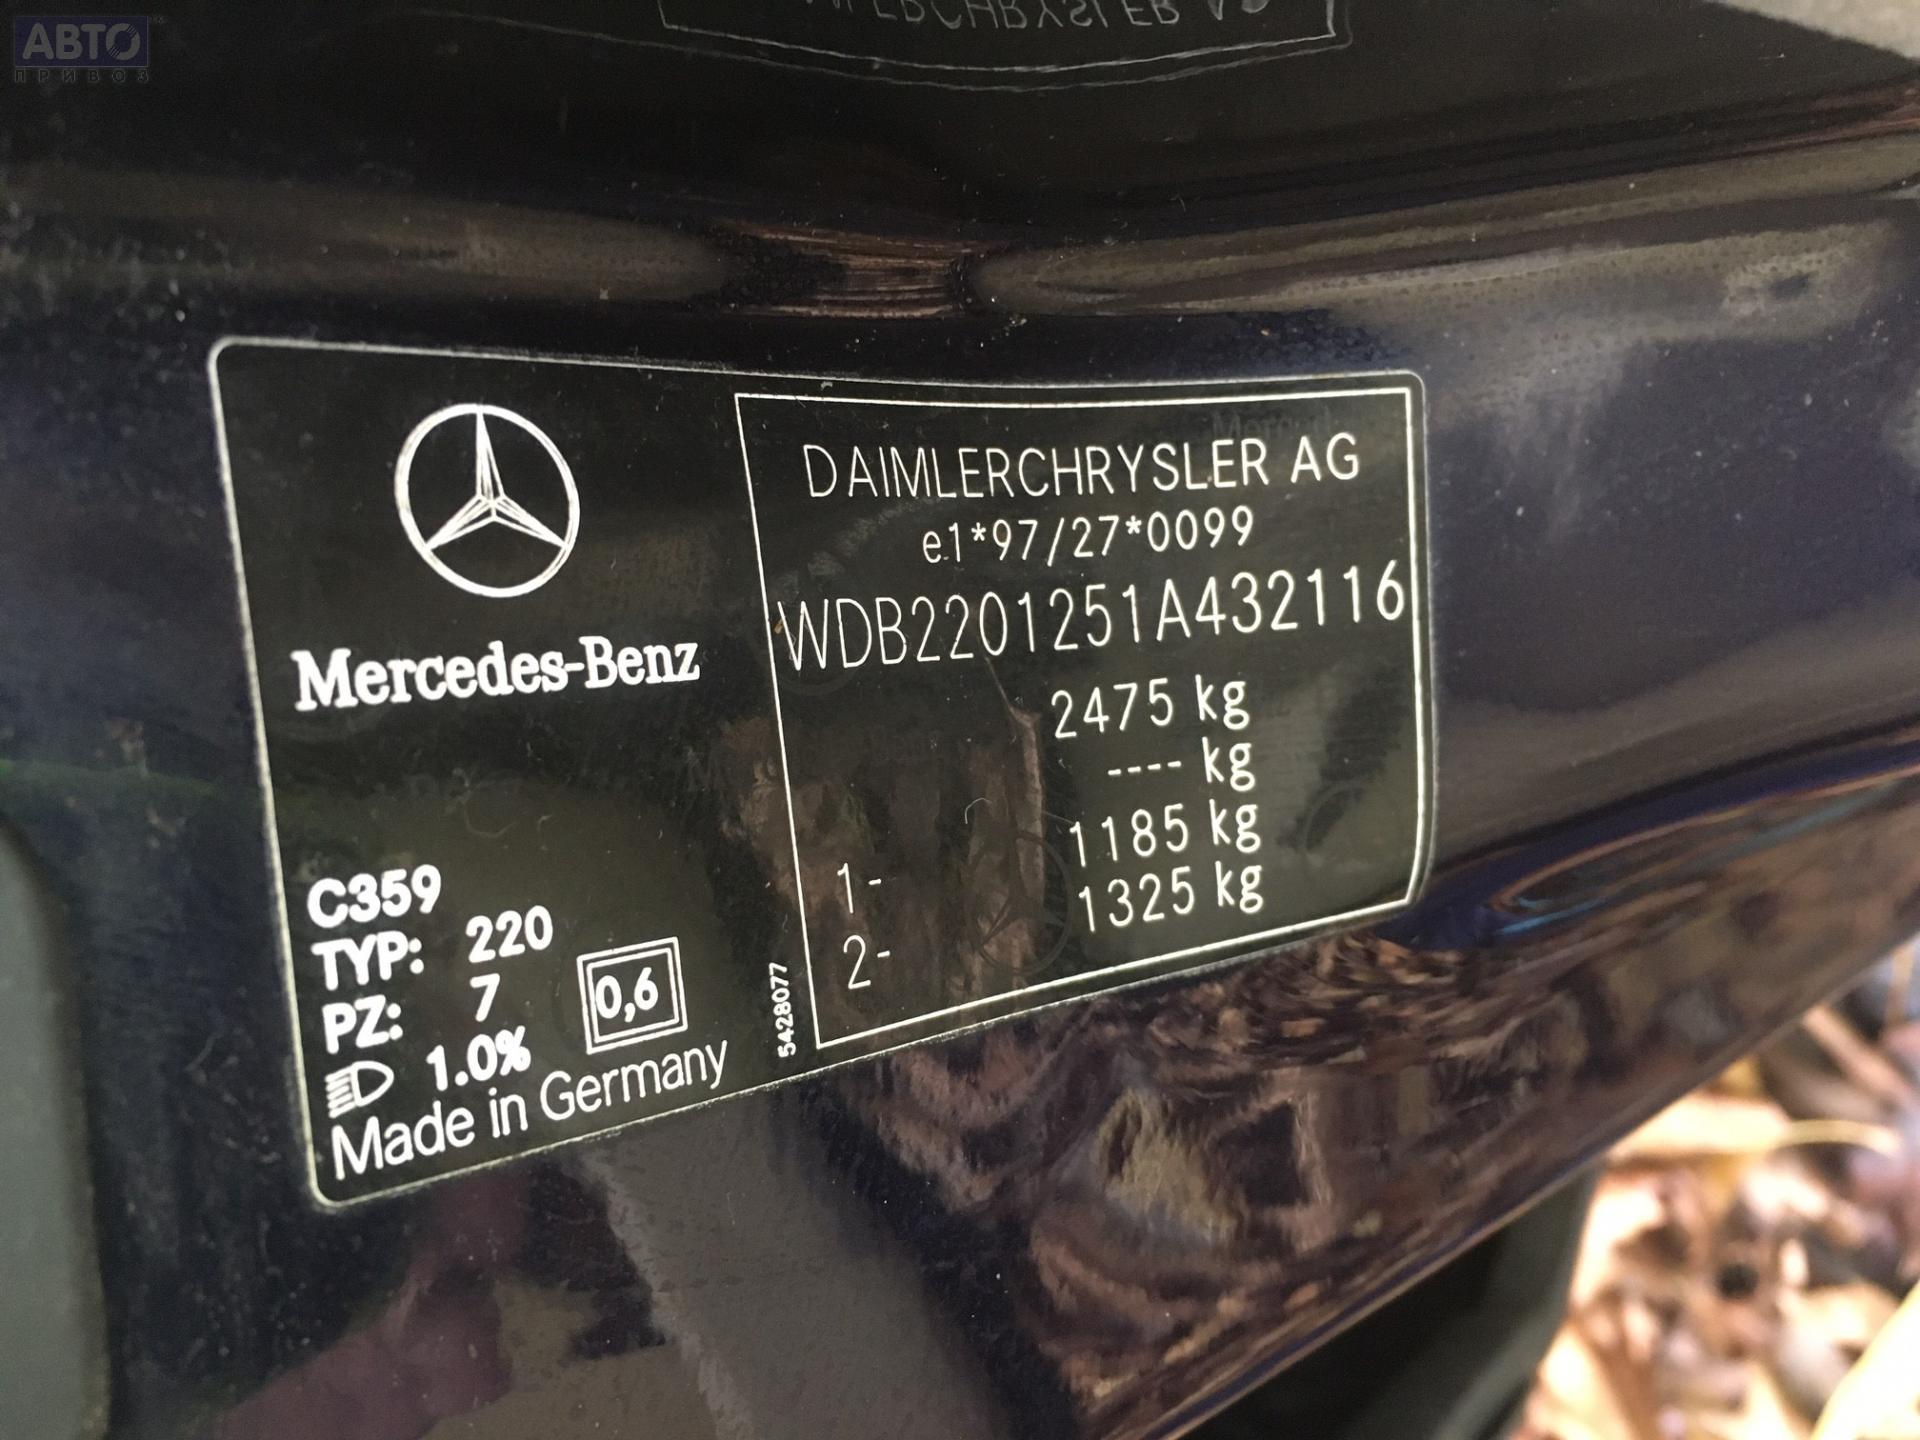 АВТО
ПРИВОЗ
Mercedes-Benz
C359
TYP: 220
PZ: 7
1.0%
0,6
Made in Germany
5428077
DAIMLERCHRYSLER AG
e1*97/27*0099
WDB2201251A432116
2475 kg
---- kg
1- 1185 kg
2- 1325 kg